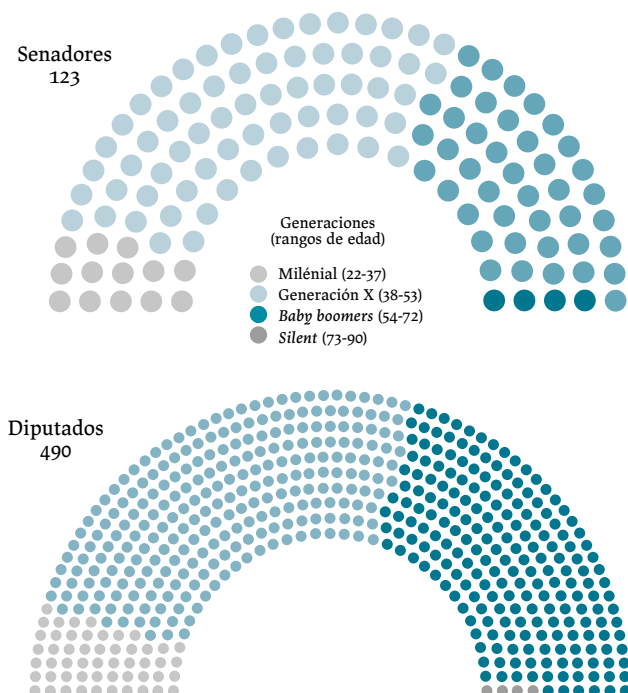 Senadores
123
Generaciones
(rangos de edad)
Milénial (22-37)
Generación X (38-53)
Baby boomers (54-72)
Silent (73-90)
Diputados
490